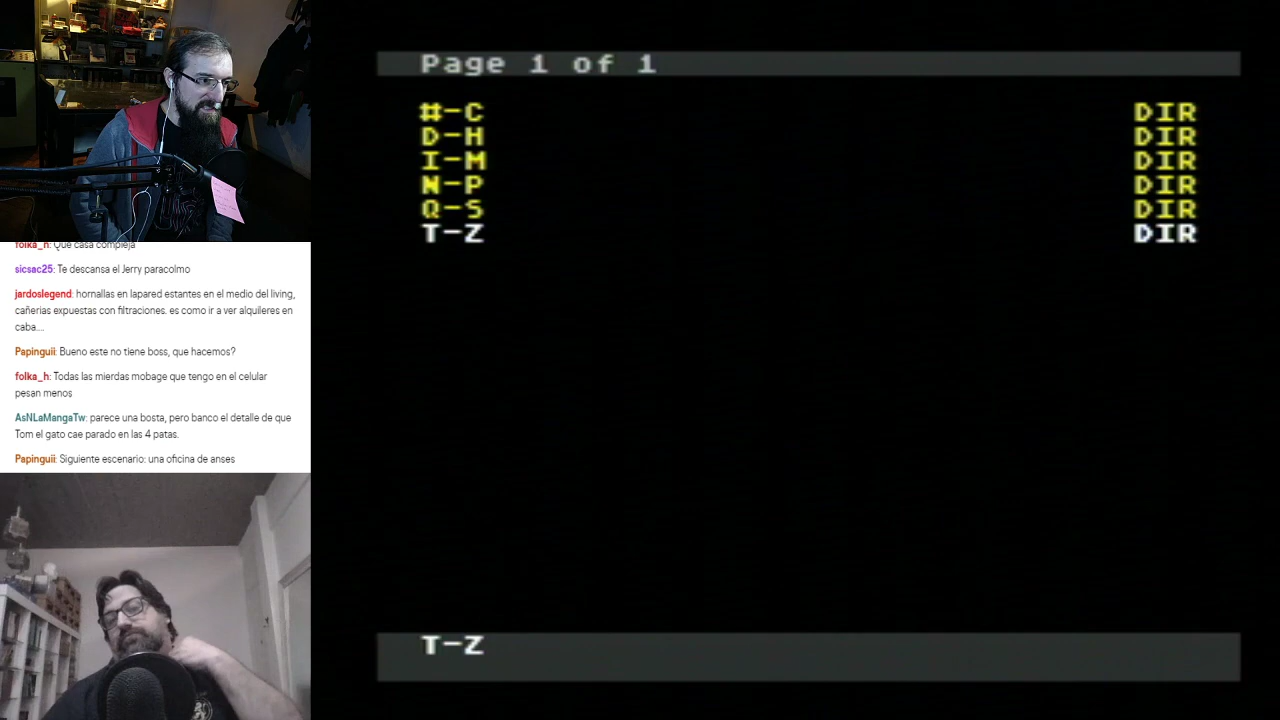 Page 1 of 1
#-C DIR
D-H DIR
I-M DIR
N-P DIR
Q-S DIR
T-Z DIR
T-Z
folka_h: Que casa compleja
sicsac25: Te descansa el Jerry paracolmo
jardoslegend: hornallas en lapared estantes en el medio del living,
cañerias expuestas con filtraciones. es como ir a ver alquileres en
caba....
Papinguii: Bueno este no tiene boss, que hacemos?
folka_h: Todas las mierdas mobage que tengo en el celular
pesan menos
AsNLaMangaTw: parece una bosta, pero banco el detalle de que
Tom el gato cae parado en las 4 patas.
Papinguii: Siguiente escenario: una oficina de anses